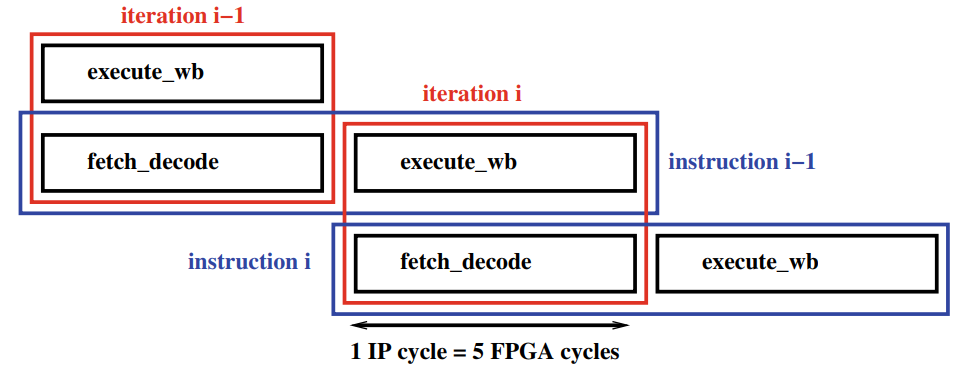 iteration i−1
execute_wb
iteration i
fetch_decode
execute_wb
instruction i−1
instruction i
fetch_decode
execute_wb
1 IP cycle = 5 FPGA cycles